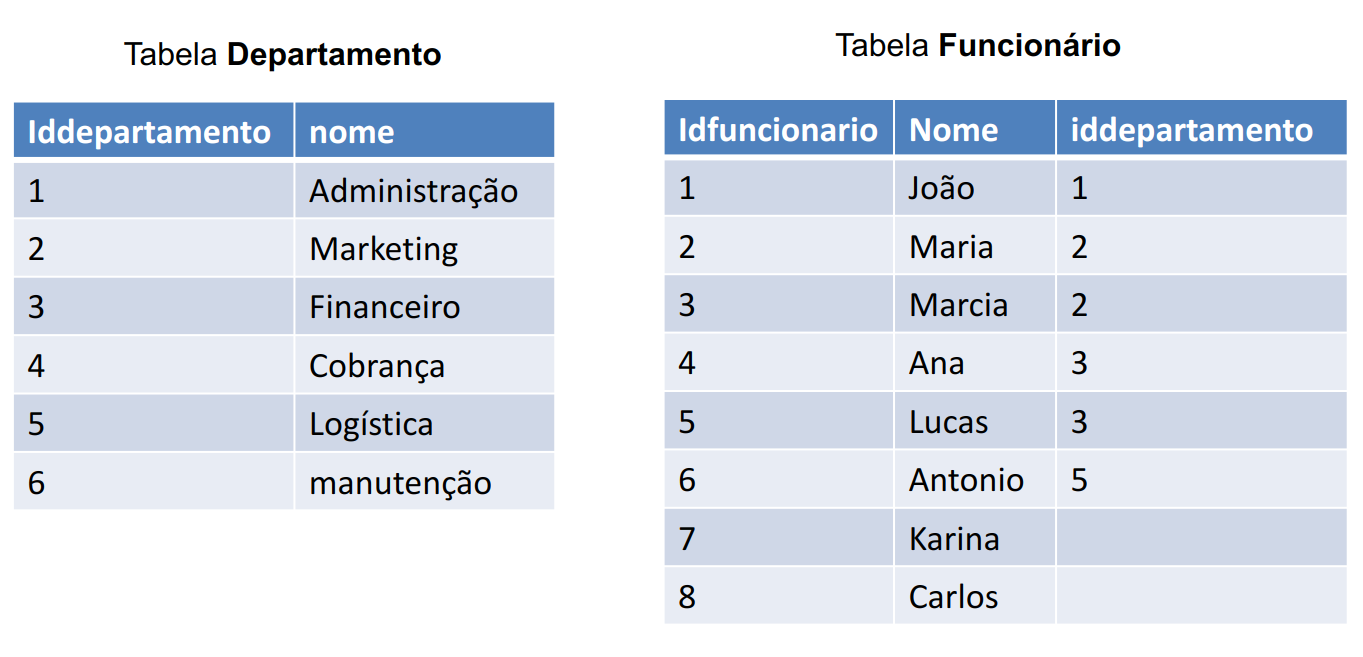 Tabela Departamento
Iddepartamento nome
1 Administração
2 Marketing
3 Financeiro
4 Cobrança
5 Logística
6 manutenção
Tabela Funcionário
Idfuncionario Nome iddepartamento
1 João 1
2 Maria 2
3 Marcia 2
4 Ana 3
5 Lucas 3
6 Antonio 5
7 Karina
8 Carlos